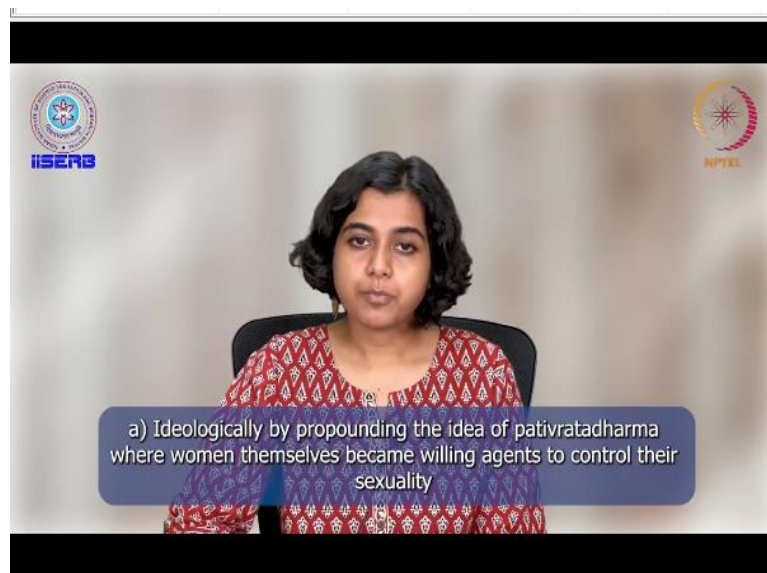 IISERB
NPTEL
a) Ideologically by propounding the idea of pativratadharma
where women themselves became willing agents to control their
sexuality